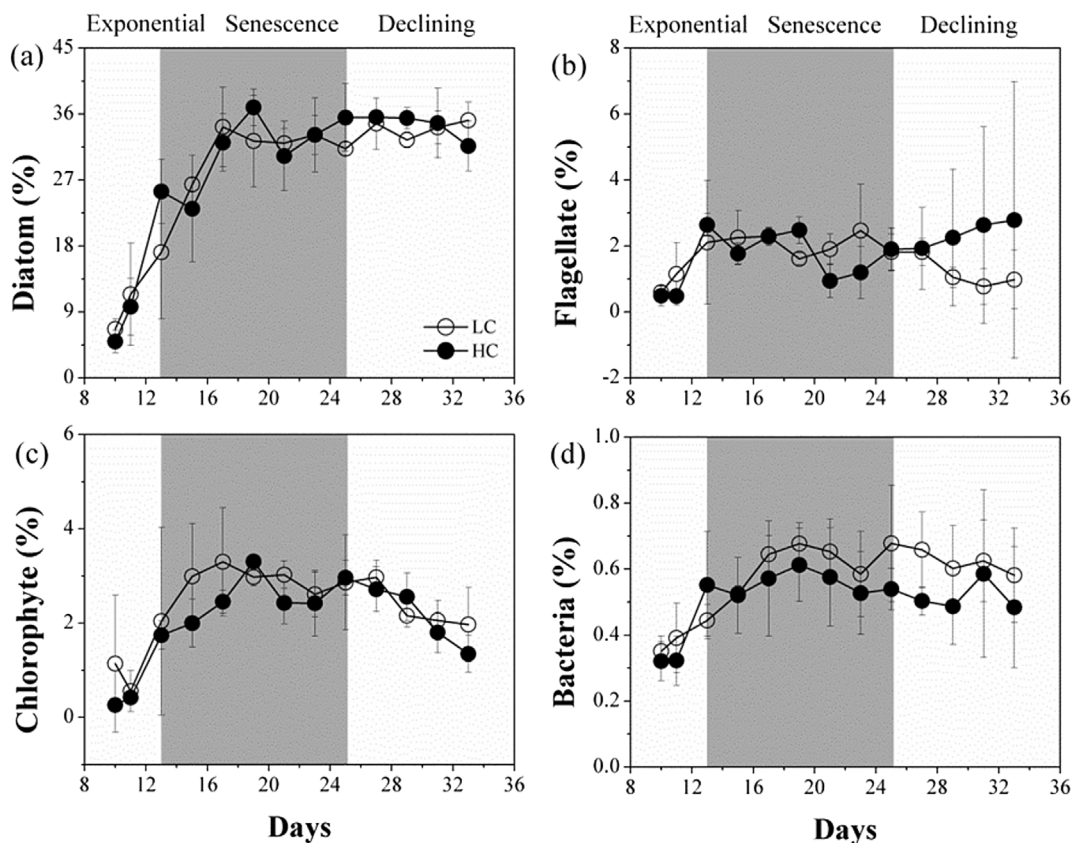 Exponential Senescence Declining
(a)
45
36
27
18
9
0
Diatom (%)
LC
HC
8 12 16 20 24 28 32 36
Exponential Senescence Declining
(b)
8
6
4
2
0
-2
Flagellate (%)
8 12 16 20 24 28 32 36
(c)
6
4
2
0
Chlorophyte (%)
8 12 16 20 24 28 32 36
Days
(d)
1.0
0.8
0.6
0.4
0.2
0.0
Bacteria (%)
8 12 16 20 24 28 32 36
Days